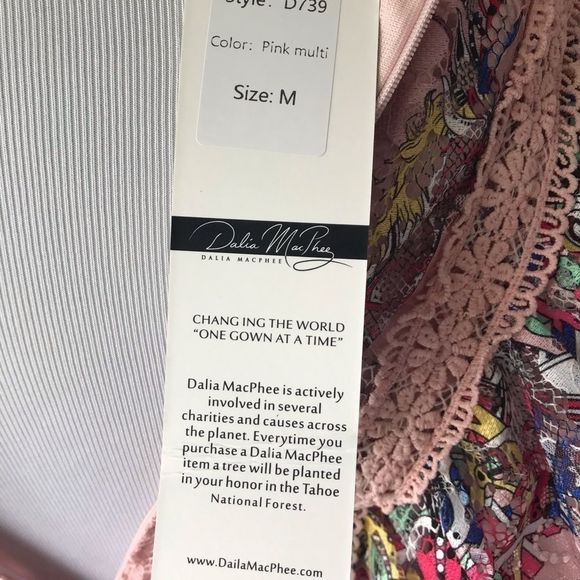 Style: D739
Color: Pink multi
Size: M
Dalia MacPhee
DALIA MACPHEE
CHANGING THE WORLD
“ONE GOWN AT A TIME”
Dalia MacPhee is actively
involved in several
charities and causes across
the planet. Everytime you
purchase a Dalia MacPhee
item a tree will be planted
in your honor in the Tahoe
National Forest.
www.DailaMacPhee.com